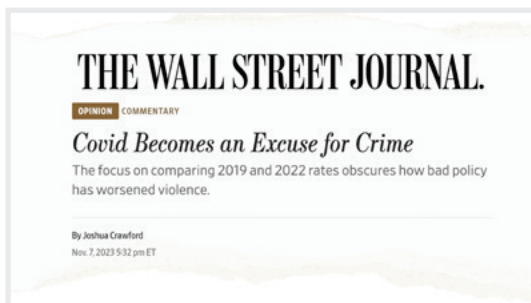 THE WALL STREET JOURNAL.
OPINION COMMENTARY
Covid Becomes an Excuse for Crime
The focus on comparing 2019 and 2022 rates obscures how bad policy
has worsened violence.
By Joshua Crawford
Nov. 7, 2023 5:32 pm ET